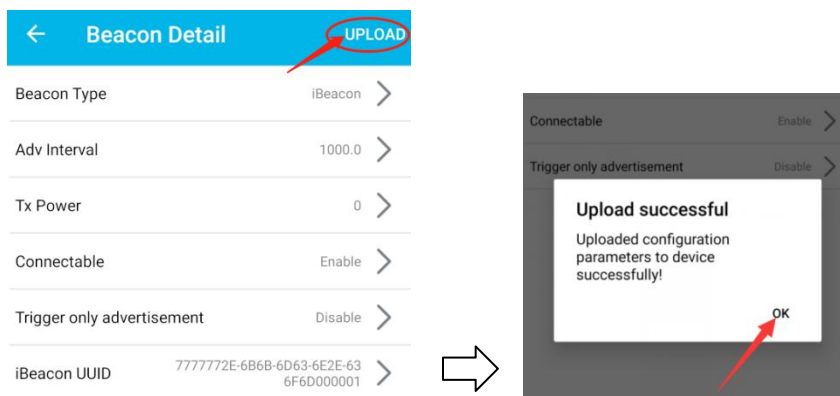 Beacon Detail UPLOAD
Beacon Type iBeacon
Adv Interval 1000.0
Tx Power 0
Connectable Enable
Trigger only advertisement Disable
iBeacon UUID 7777772E-6B6B-6D63-6E2E-63
6F6D000001
Connectable Enable
Trigger only advertisement Disable
Upload successful
Uploaded configuration
parameters to device
successfully!
OK